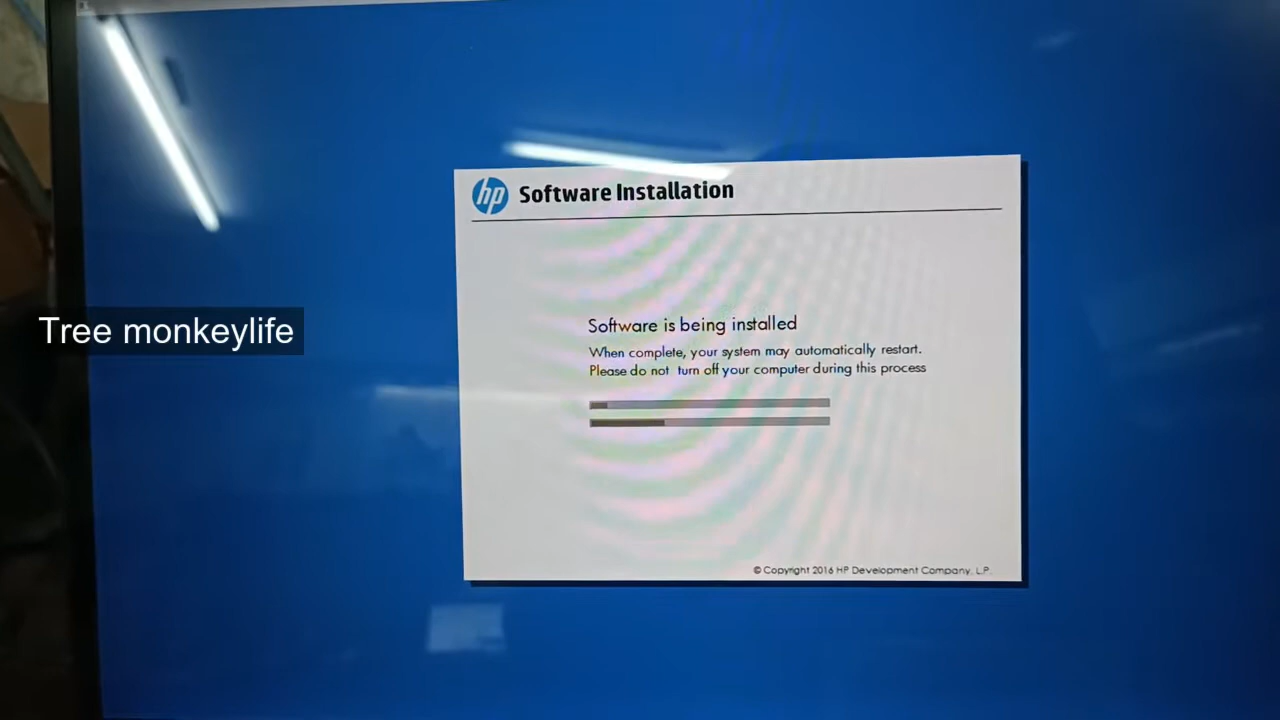 hp Software Installation
Tree monkeylife
Software is being installed
When complete, your system may automatically restart.
Please do not turn off your computer during this process
© Copyright 2016 HP Development Company, L.P.